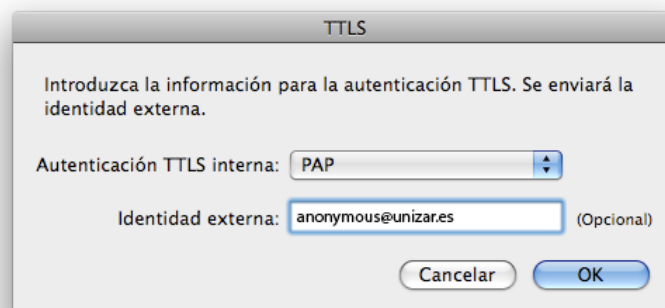 TTLS
Introduzca la información para la autenticación TTLS. Se enviará la
identidad externa.
Autenticación TTLS interna: PAP
Identidad externa: anonymous@unizar.es (Opcional)
Cancelar OK